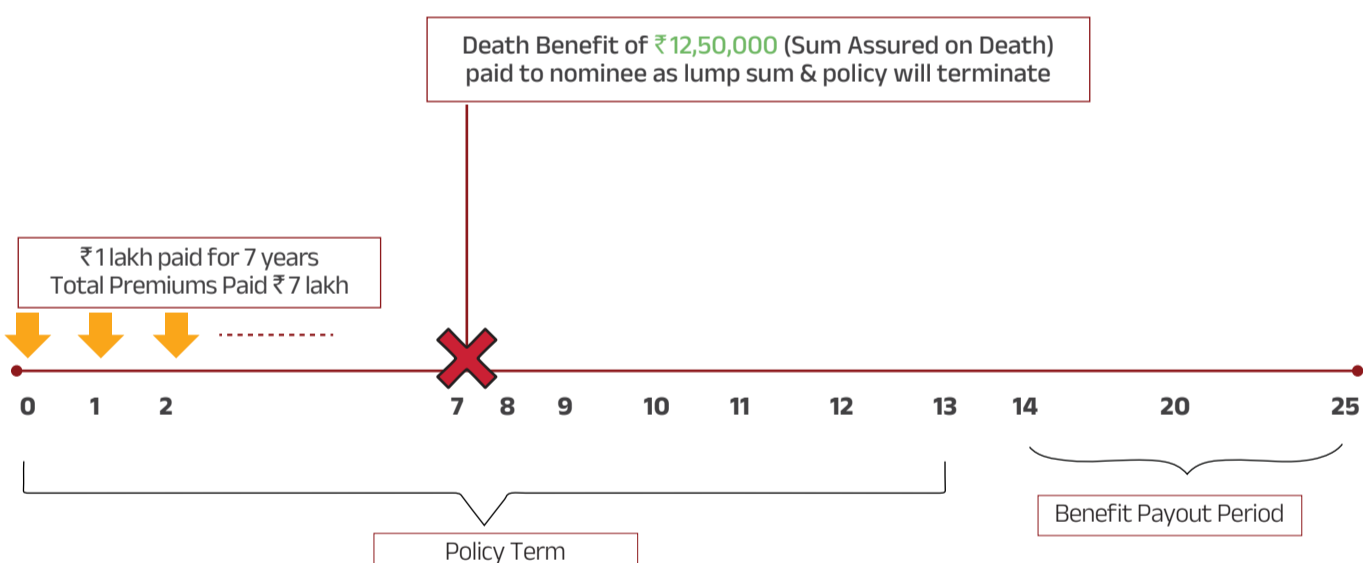 Death Benefit of ₹12,50,000 (Sum Assured on Death)
paid to nominee as lump sum & policy will terminate
₹1 lakh paid for 7 years
Total Premiums Paid ₹7 lakh
0 1 2 7 8 9 10 11 12 13 14 20 25
Benefit Payout Period
Policy Term